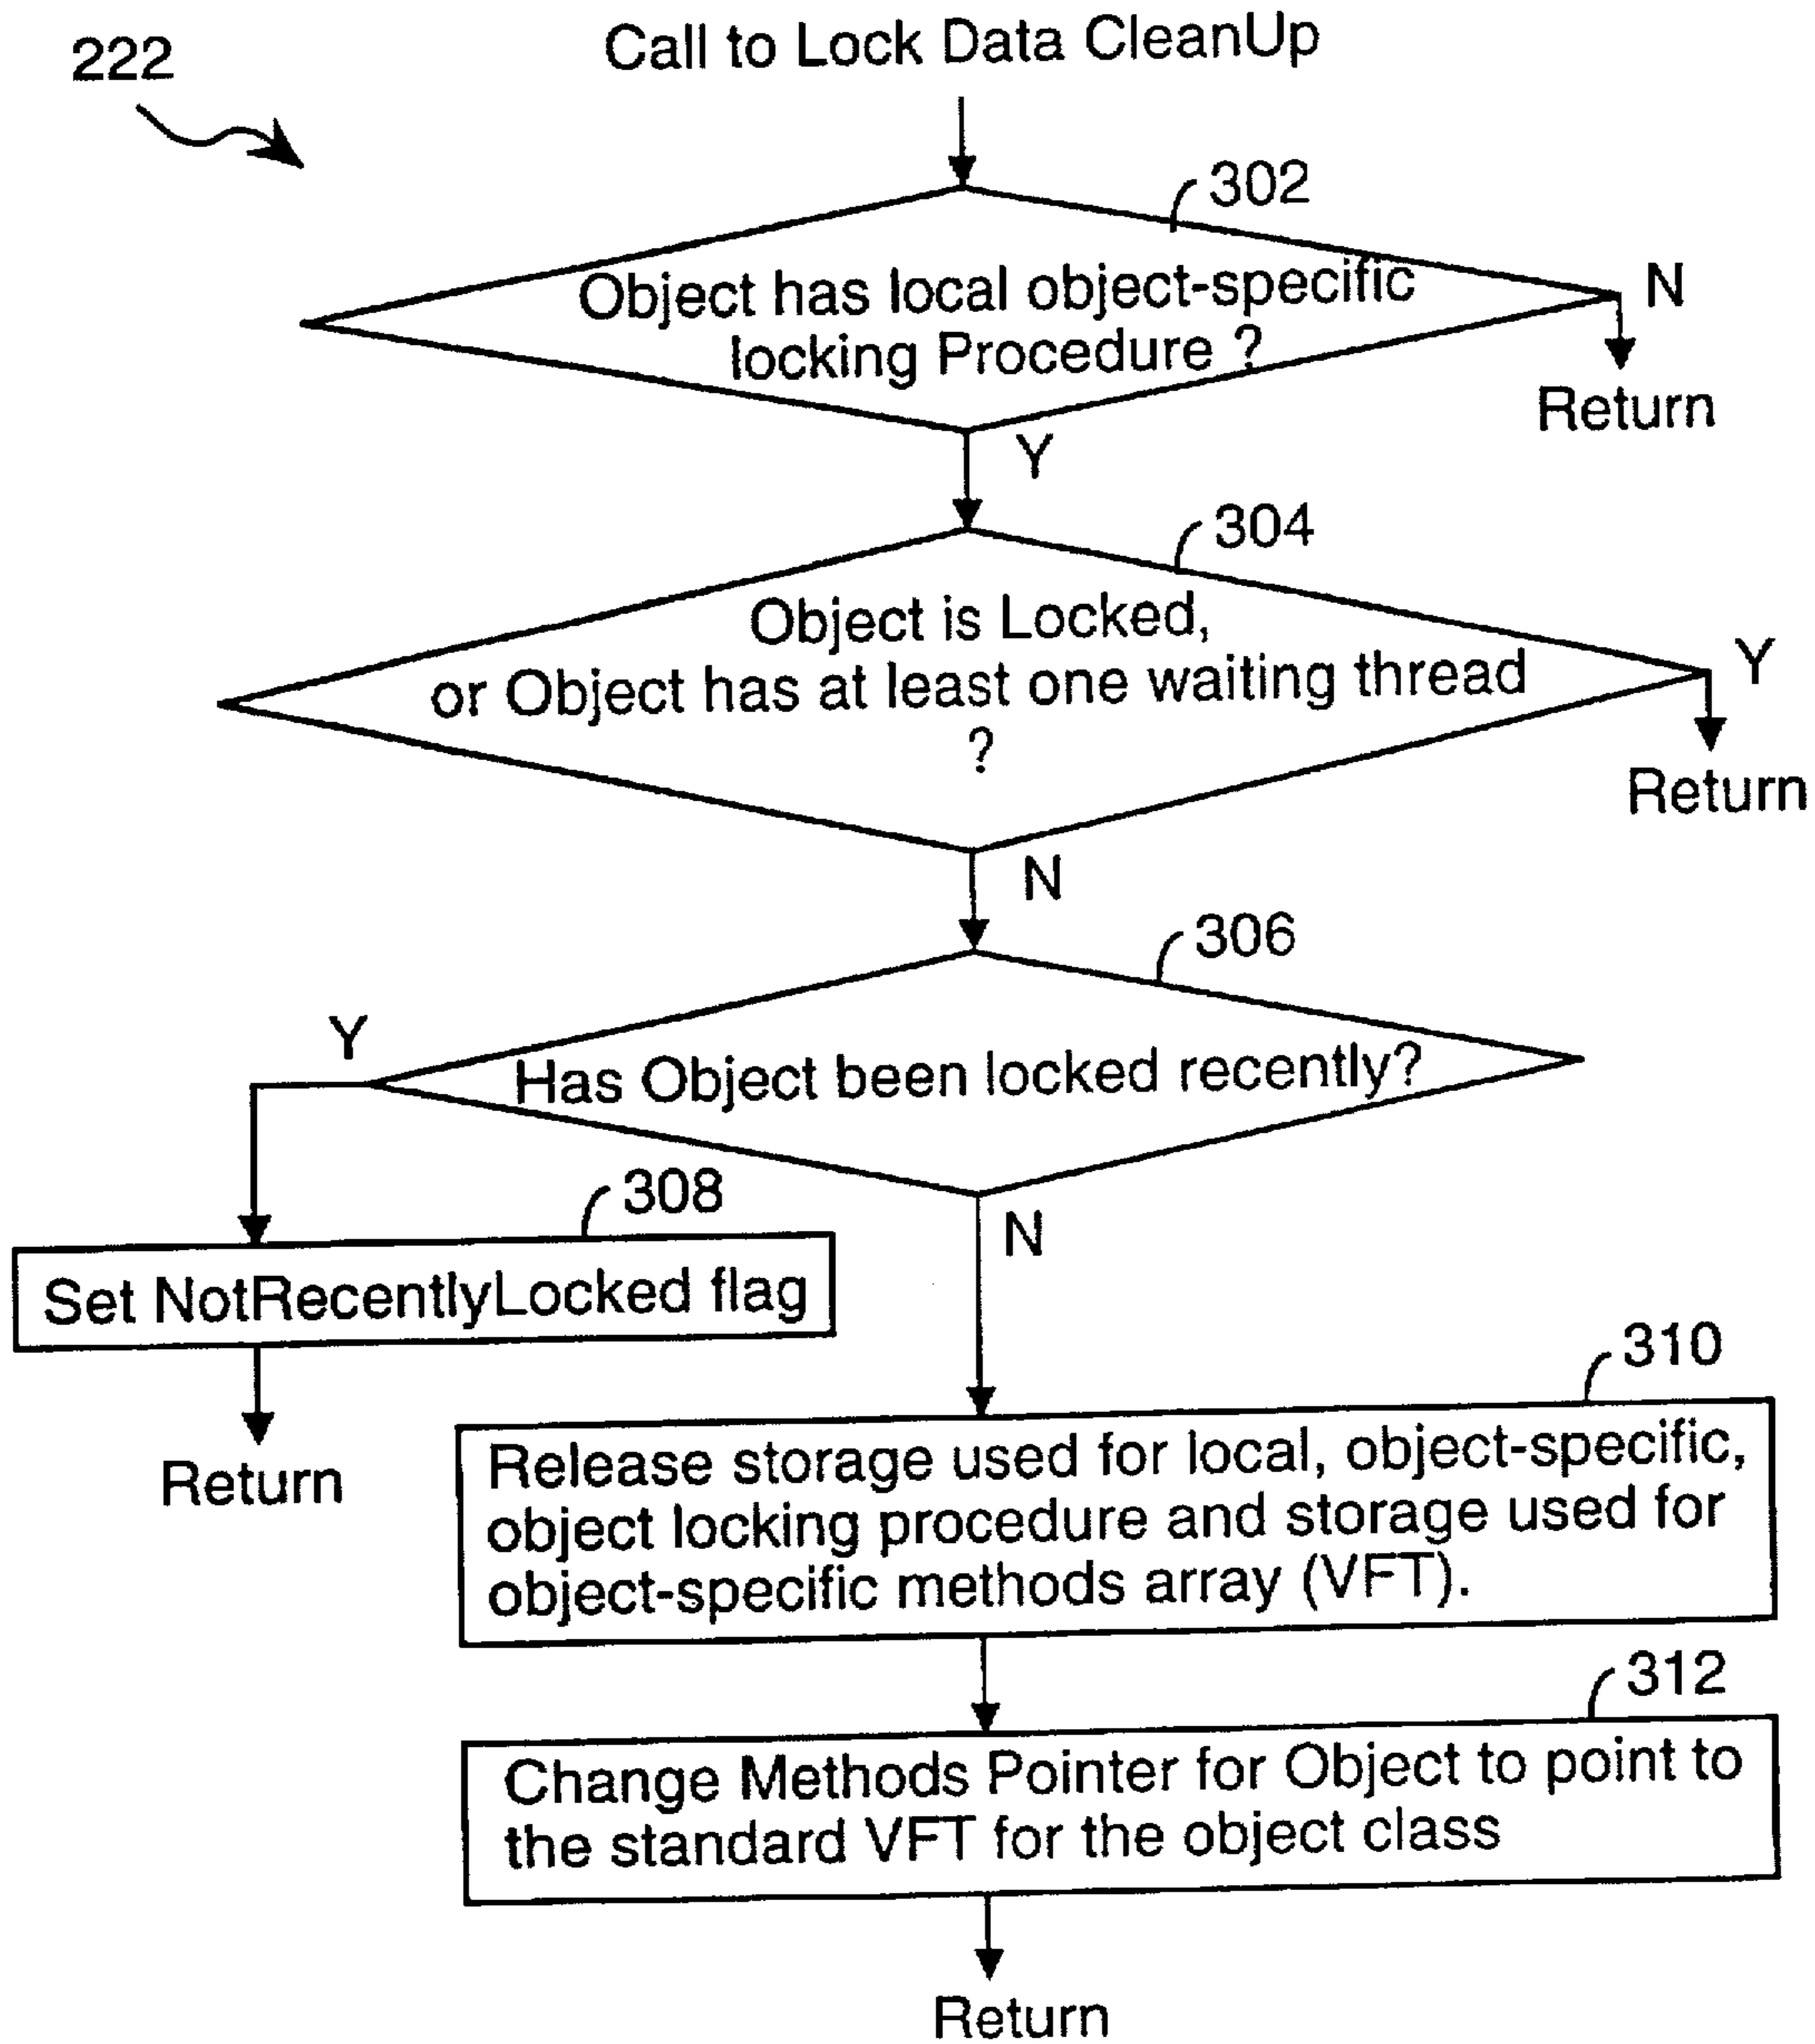 222
Call to Lock Data CleanUp
302
Object has local object-specific
locking Procedure ?
N
Return
Y
304
Object is Locked,
or Object has at least one waiting thread
?
Y
Return
N
306
Has Object been locked recently?
Y
308
Set NotRecentlyLocked flag
Return
N
310
Release storage used for local, object-specific,
object locking procedure and storage used for
object-specific methods array (VFT).
312
Change Methods Pointer for Object to point to
the standard VFT for the object class
Return